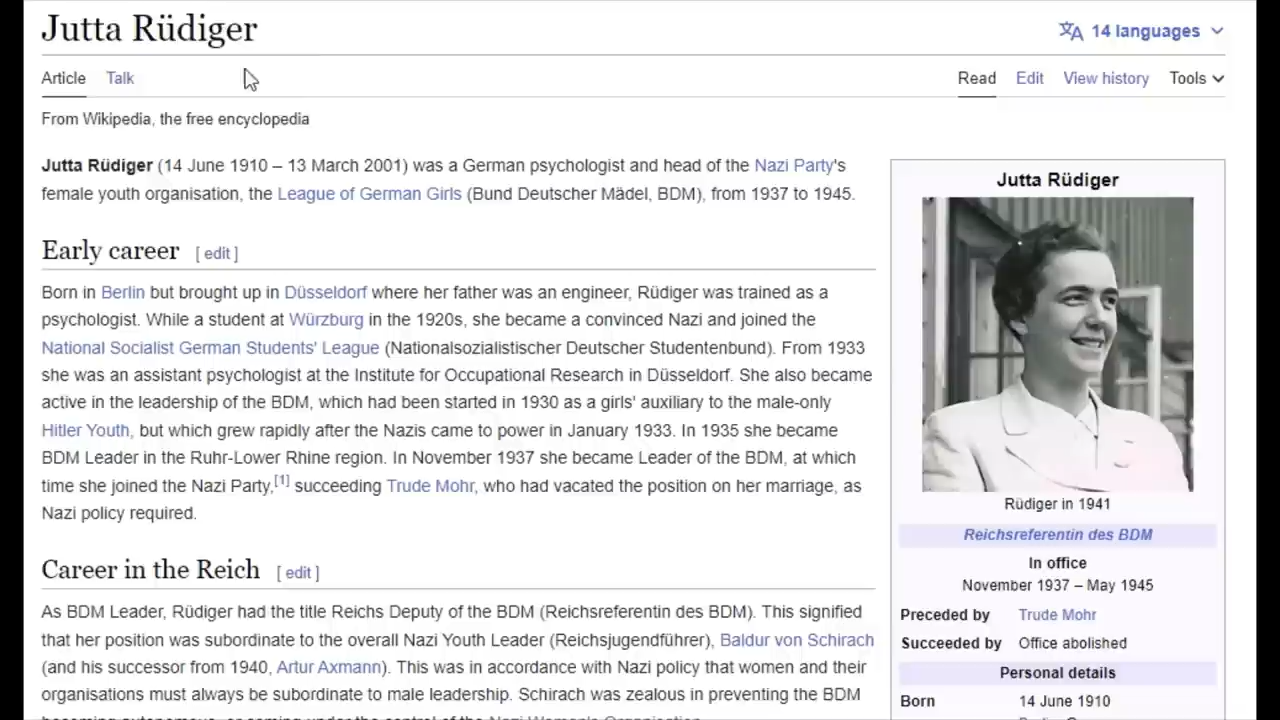 Jutta Rüdiger
14 languages
Article Talk
Read Edit View history Tools
From Wikipedia, the free encyclopedia
Jutta Rüdiger (14 June 1910 – 13 March 2001) was a German psychologist and head of the Nazi Party's
female youth organisation, the League of German Girls (Bund Deutscher Mädel, BDM), from 1937 to 1945.
Early career [ edit ]
Born in Berlin but brought up in Düsseldorf where her father was an engineer, Rüdiger was trained as a
psychologist. While a student at Würzburg in the 1920s, she became a convinced Nazi and joined the
National Socialist German Students' League (Nationalsozialistischer Deutscher Studentenbund). From 1933
she was an assistant psychologist at the Institute for Occupational Research in Düsseldorf. She also became
active in the leadership of the BDM, which had been started in 1930 as a girls' auxiliary to the male-only
Hitler Youth, but which grew rapidly after the Nazis came to power in January 1933. In 1935 she became
BDM Leader in the Ruhr-Lower Rhine region. In November 1937 she became Leader of the BDM, at which
time she joined the Nazi Party,[1] succeeding Trude Mohr, who had vacated the position on her marriage, as
Nazi policy required.
Career in the Reich [ edit ]
As BDM Leader, Rüdiger had the title Reichs Deputy of the BDM (Reichsreferentin des BDM). This signified
that her position was subordinate to the overall Nazi Youth Leader (Reichsjugendführer), Baldur von Schirach
(and his successor from 1940, Artur Axmann). This was in accordance with Nazi policy that women and their
organisations must always be subordinate to male leadership. Schirach was zealous in preventing the BDM
Jutta Rüdiger
Rüdiger in 1941
Reichsreferentin des BDM
In office
November 1937 – May 1945
Preceded by Trude Mohr
Succeeded by Office abolished
Personal details
Born 14 June 1910